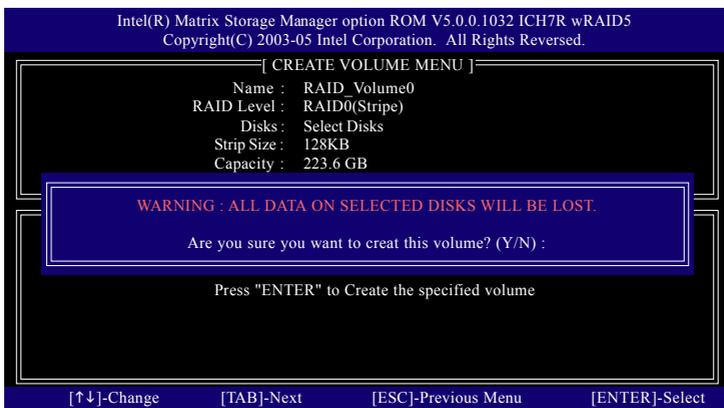 Intel(R) Matrix Storage Manager option ROM V5.0.0.1032 ICH7R wRAID5
Copyright(C) 2003-05 Intel Corporation. All Rights Reversed.
[ CREATE VOLUME MENU ]
Name : RAID_Volume0
RAID Level : RAID0(Stripe)
Disks : Select Disks
Strip Size : 128KB
Capacity : 223.6 GB
WARNING : ALL DATA ON SELECTED DISKS WILL BE LOST.
Are you sure you want to creat this volume? (Y/N) :
Press "ENTER" to Create the specified volume
[↑↓]-Change [TAB]-Next [ESC]-Previous Menu [ENTER]-Select